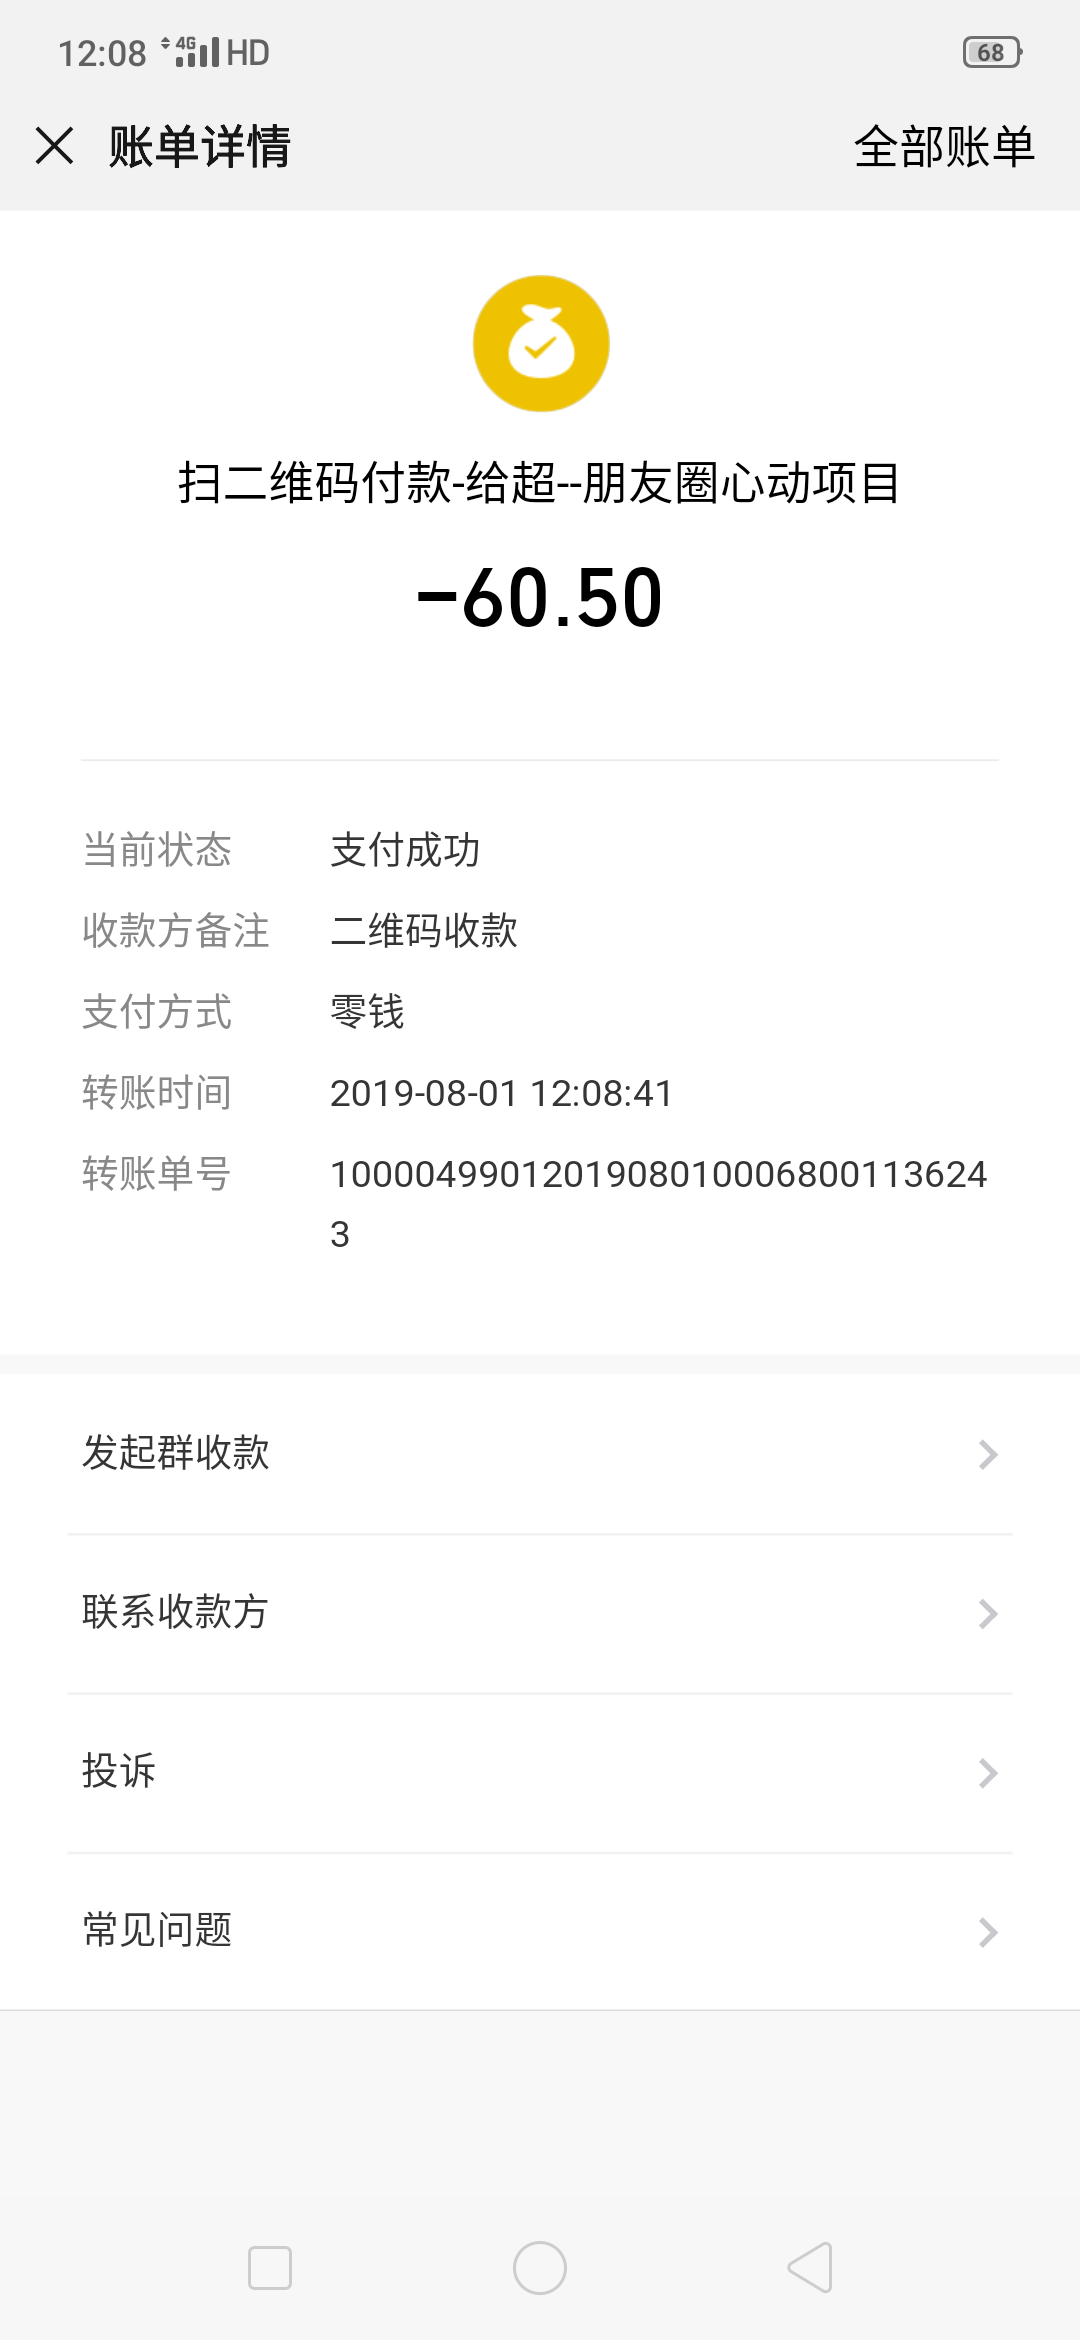 12:08 4G HD 68
账单详情 全部账单
扫二维码付款-给超--朋友圈心动项目
-60.50
当前状态 支付成功
收款方备注 二维码收款
支付方式 零钱
转账时间 2019-08-01 12:08:41
转账单号 1000049901201908010006800113624
3
发起群收款
联系收款方
投诉
常见问题